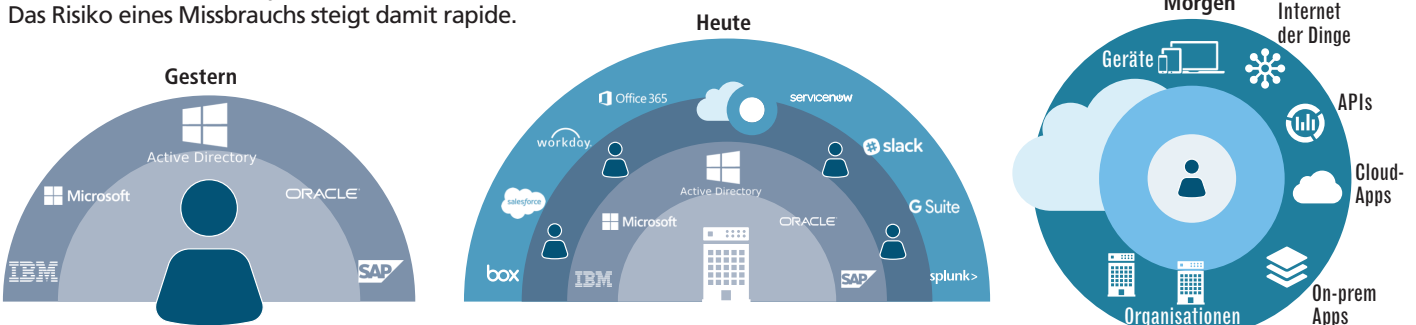 Das Risiko eines Missbrauchs steigt damit rapide.
Gestern
Active Directory
Microsoft
ORACLE
IBM
SAP
Heute
Office 365
servicenow
workday.
slack
Active Directory
salesforce
Microsoft
ORACLE
G Suite
box
IBM
SAP
splunk>
Morgen
Internet
der Dinge
Geräte
APIs
Cloud-
Apps
On-prem
Apps
Organisationen